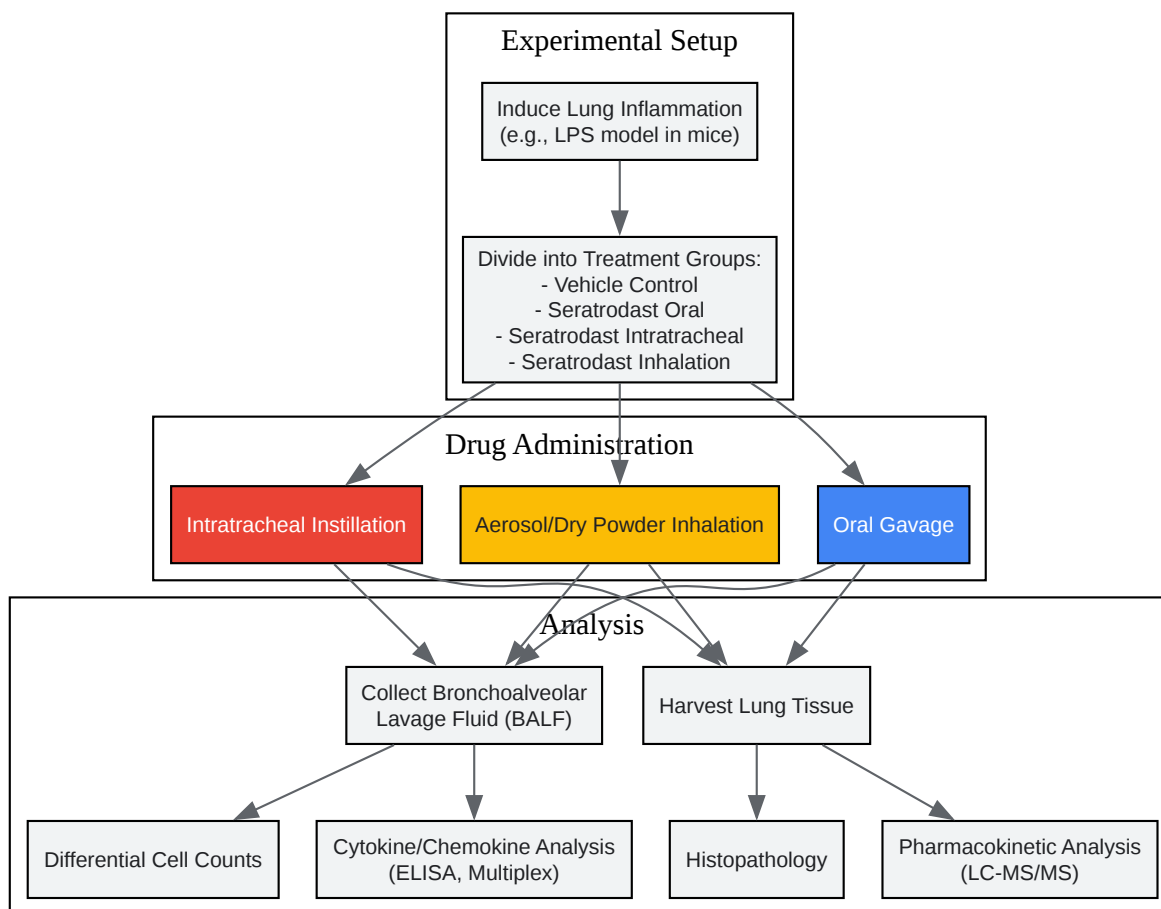 Experimental Setup
Induce Lung Inflammation
(e.g., LPS model in mice)
Divide into Treatment Groups:
- Vehicle Control
- Seratrodast Oral
- Seratrodast Intratracheal
- Seratrodast Inhalation
Drug Administration
Intratracheal Instillation
Aerosol/Dry Powder Inhalation
Oral Gavage
Analysis
Collect Bronchoalveolar
Lavage Fluid (BALF)
Harvest Lung Tissue
Differential Cell Counts
Cytokine/Chemokine Analysis
(ELISA, Multiplex)
Histopathology
Pharmacokinetic Analysis
(LC-MS/MS)